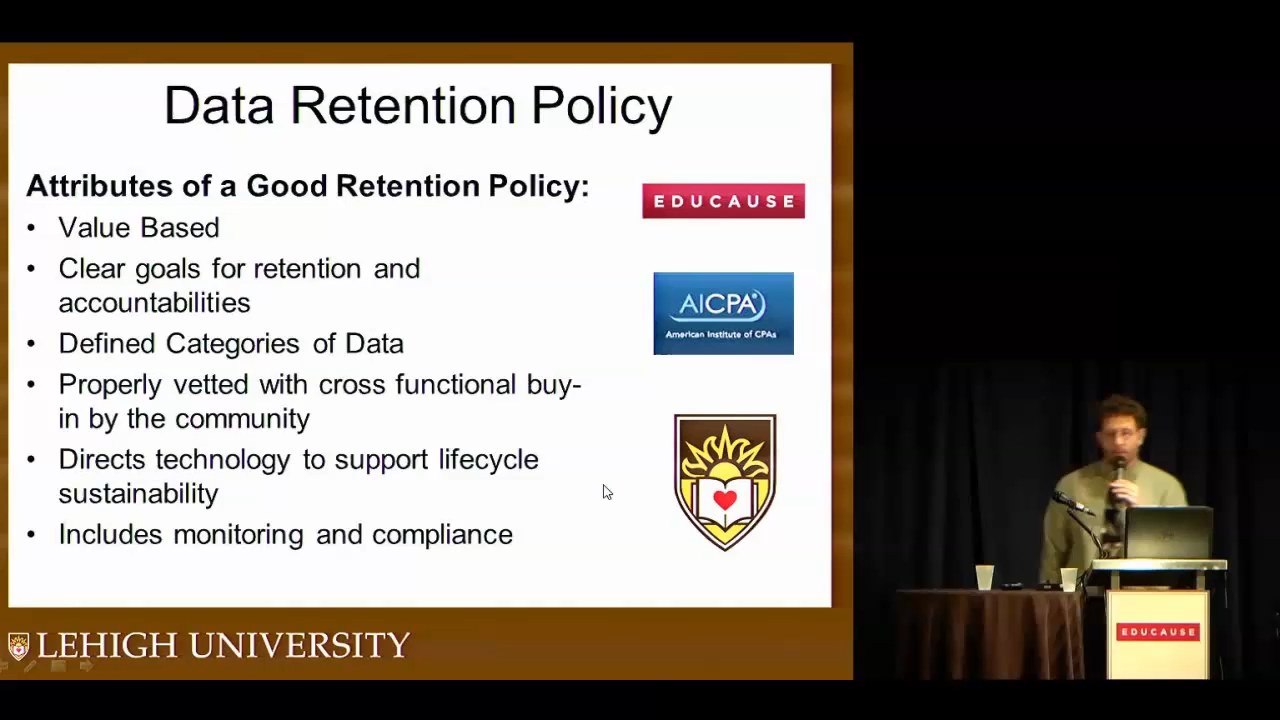 Data Retention Policy
Attributes of a Good Retention Policy:
• Value Based
• Clear goals for retention and
accountabilities
• Defined Categories of Data
• Properly vetted with cross functional buy-
in by the community
• Directs technology to support lifecycle
sustainability
• Includes monitoring and compliance
EDUCAUSE
AICPA®
American Institute of CPAs
LEHIGH UNIVERSITY
EDUCAUSE